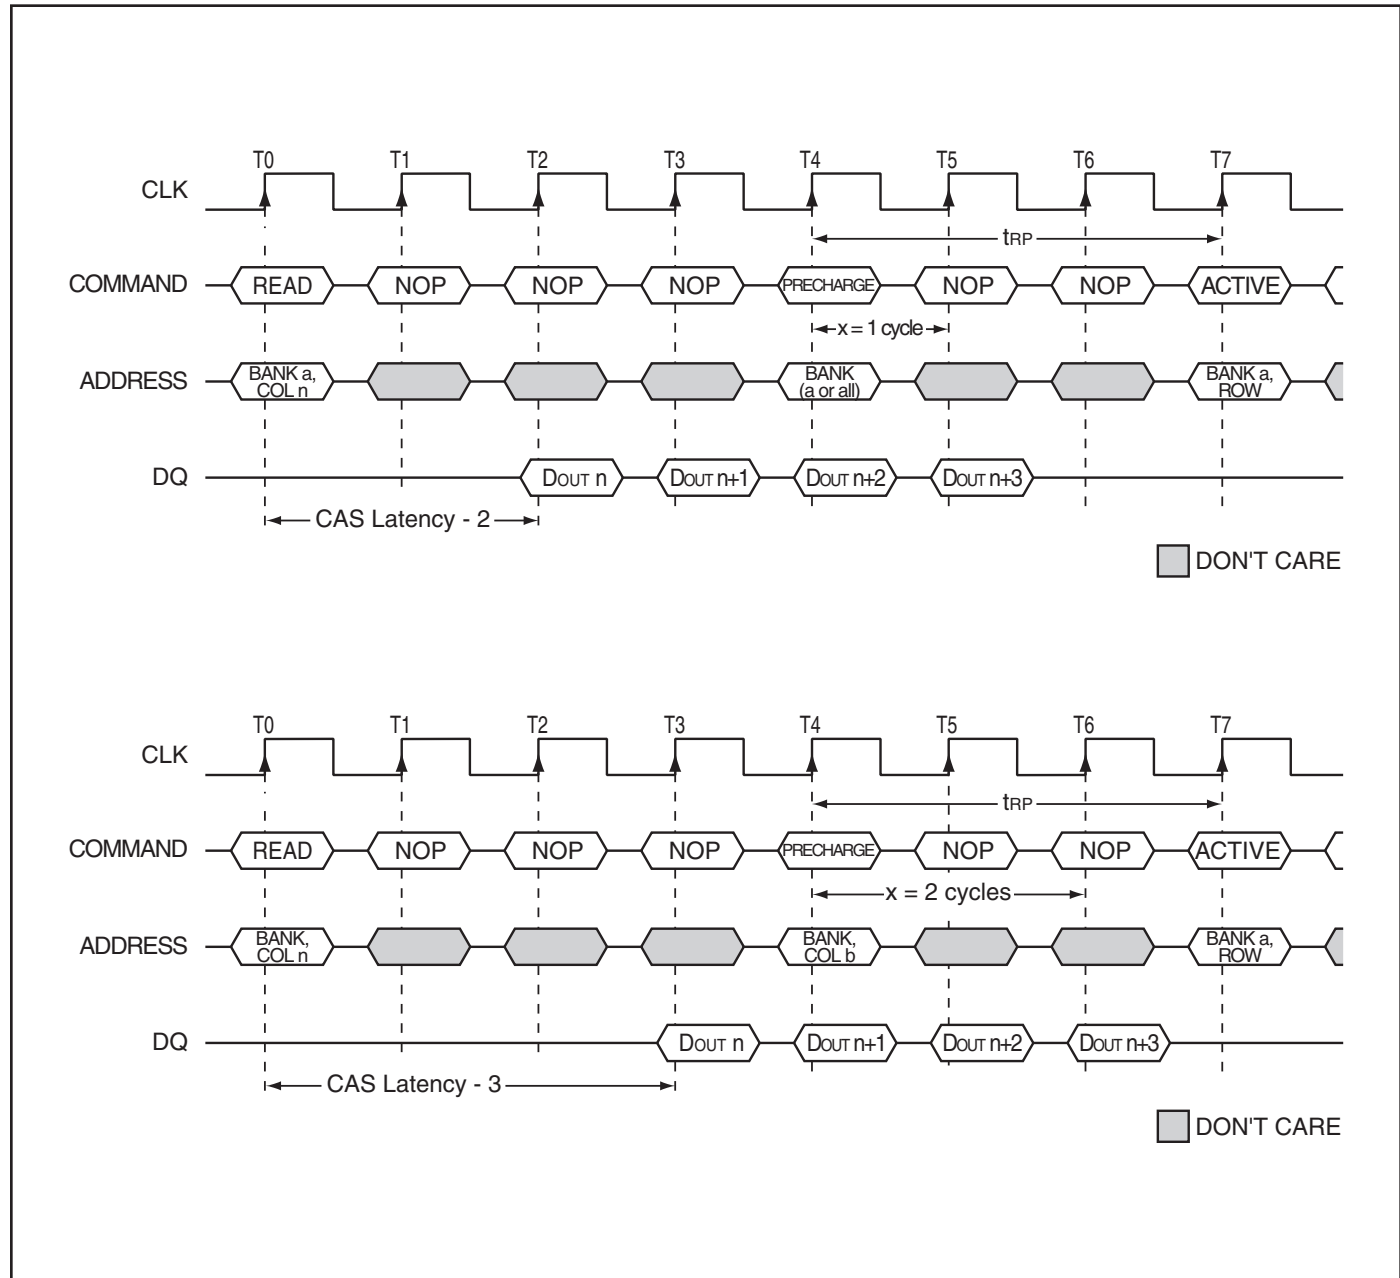 T0 T1 T2 T3 T4 T5 T6 T7
CLK
tRP
COMMAND READ NOP NOP NOP PRECHARGE NOP NOP ACTIVE
x = 1 cycle
ADDRESS BANK a, COL n BANK (a or all) BANK a, ROW
DQ DOUT n DOUT n+1 DOUT n+2 DOUT n+3
CAS Latency - 2
DON'T CARE
T0 T1 T2 T3 T4 T5 T6 T7
CLK
tRP
COMMAND READ NOP NOP NOP PRECHARGE NOP NOP ACTIVE
x = 2 cycles
ADDRESS BANK, COL n BANK, COL b BANK a, ROW
DQ DOUT n DOUT n+1 DOUT n+2 DOUT n+3
CAS Latency - 3
DON'T CARE